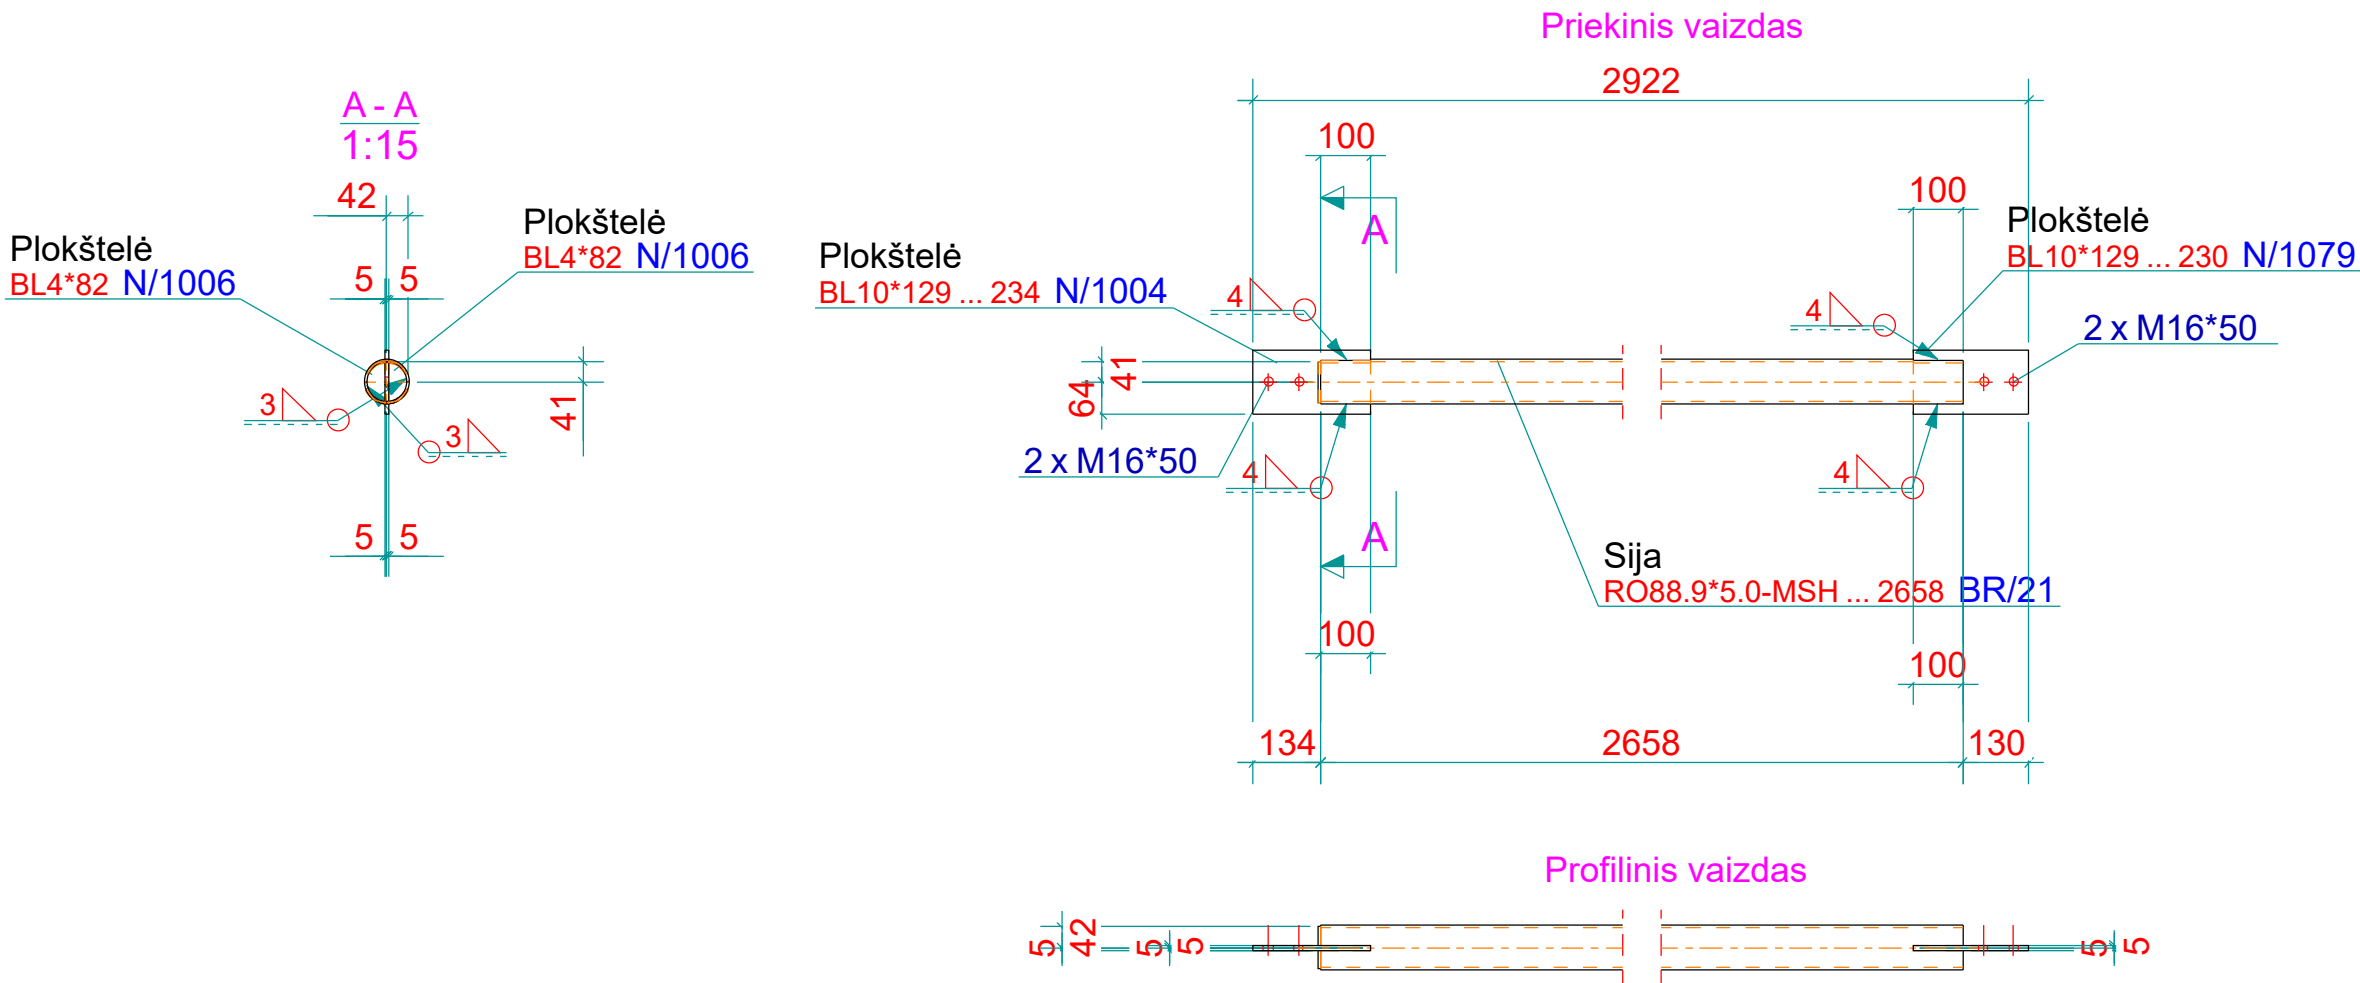 Priekinis vaizdas
2922
A - A
1:15
100
42
100
Plokštelė
BL4*82 N/1006
Plokštelė
BL4*82 N/1006
5 5
Plokštelė
BL10*129 ... 234 N/1004
A
Plokštelė
BL10*129 ... 230 N/1079
4
4
2 x M16*50
41
64
41
3
3
2 x M16*50
4
4
5 5
A
Sija
RO88.9*5.0-MSH ... 2658 BR/21
100
100
134
2658
130
Profilinis vaizdas
5
42
5
5
5
5